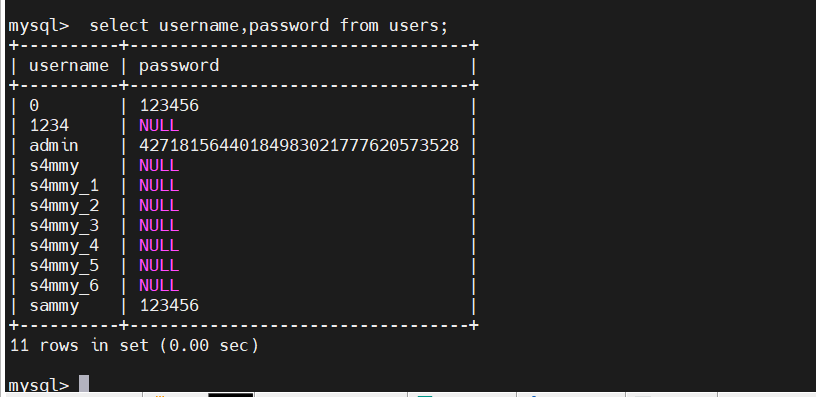 mysql>  select username,password from users;
+----------+----------------------------------+
| username | password                         |
+----------+----------------------------------+
| 0        | 123456                           |
| 1234     | NULL                             |
| admin    | 42718156440184983021777620573528 |
| s4mmy    | NULL                             |
| s4mmy_1  | NULL                             |
| s4mmy_2  | NULL                             |
| s4mmy_3  | NULL                             |
| s4mmy_4  | NULL                             |
| s4mmy_5  | NULL                             |
| s4mmy_6  | NULL                             |
| sammy    | 123456                           |
+----------+----------------------------------+
11 rows in set (0.00 sec)
mysql>